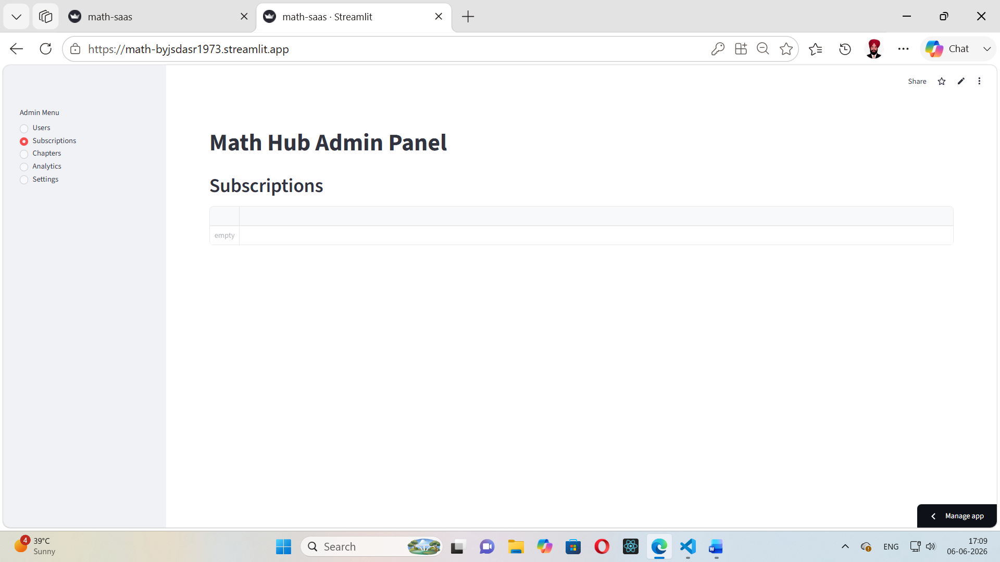 math-saas
math-saas · Streamlit
https://math-byjsdasr1973.streamlit.app
Chat
Share
Admin Menu
Users
Subscriptions
Chapters
Analytics
Settings
Math Hub Admin Panel
Subscriptions
empty
Manage app
4
39°C
Sunny
Search
ENG
17:09
06-06-2026